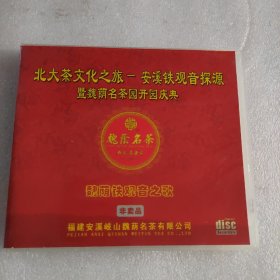 北大茶文化之旅－安溪铁观音探源
暨魏荫名茶园开园庆典
魏荫名茶
魏荫铁观音之歌
非卖品
福建安溪岐山魏荫名茶有限公司
disc